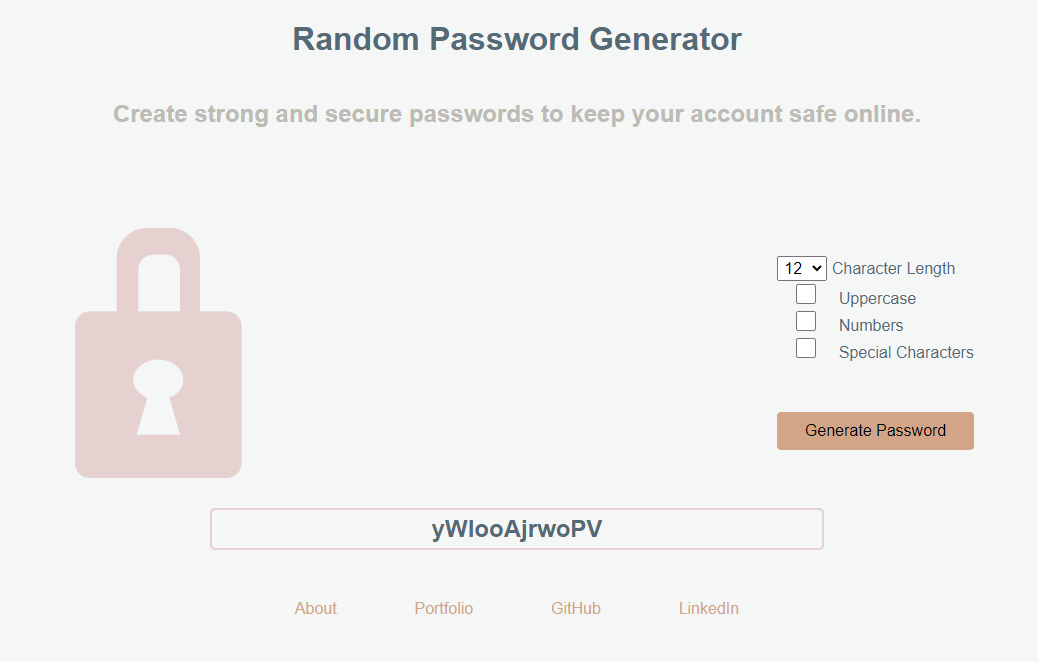 Random Password Generator
Create strong and secure passwords to keep your account safe online.
12 Character Length
Uppercase
Numbers
Special Characters
Generate Password
yWlooAjrwoPV
About Portfolio GitHub LinkedIn